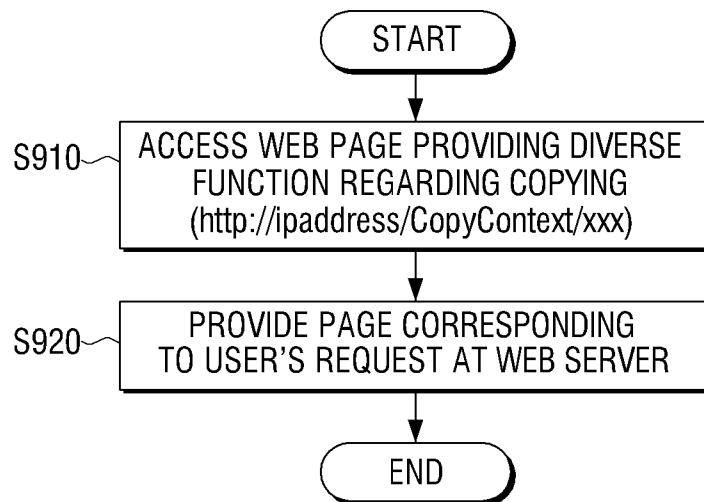 START
S910
ACCESS WEB PAGE PROVIDING DIVERSE
FUNCTION REGARDING COPYING
(http://ipaddress/CopyContext/xxx)
S920
PROVIDE PAGE CORRESPONDING
TO USER'S REQUEST AT WEB SERVER
END